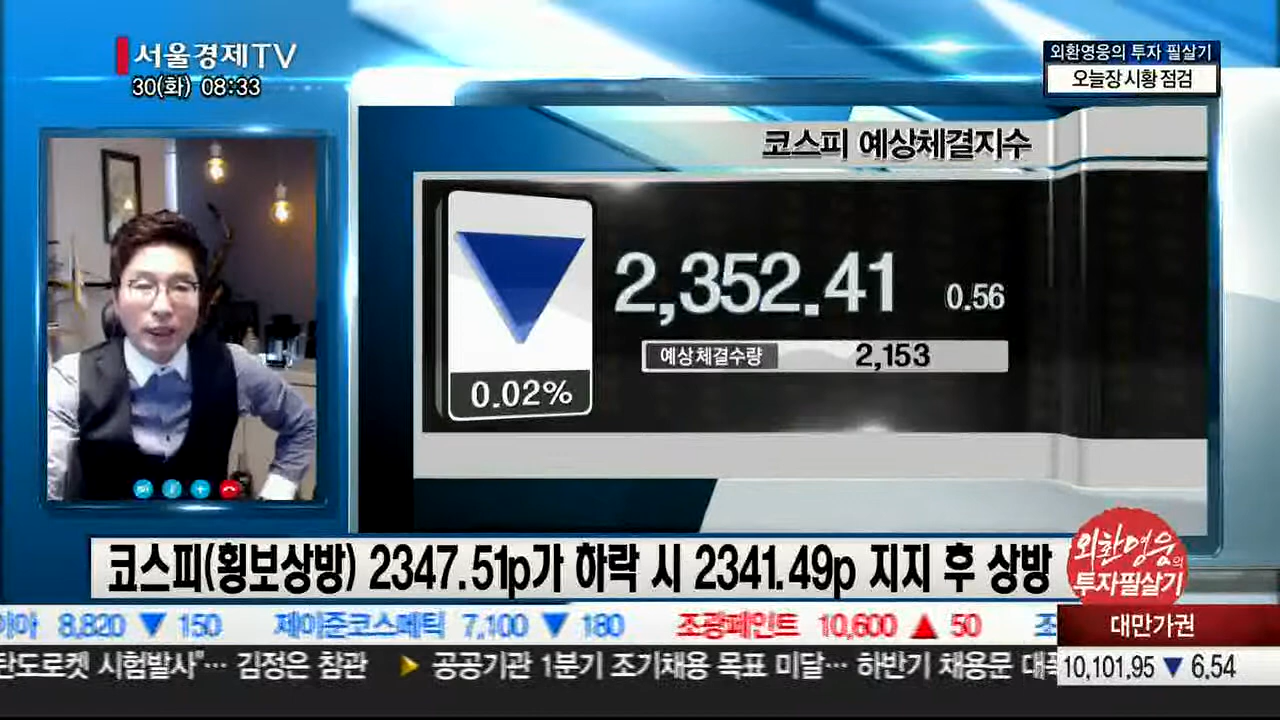 서울경제TV
30(화) 08:33
외환영웅의 투자 필살기
오늘장 시황 점검
코스피 예상체결지수
2,352.41 0.56
예상체결수량 2,153
0.02%
코스피(횡보상방) 2347.51p가 하락 시 2341.49p 지지 후 상방
외환영웅의
투자필살기
8,820 ▼ 150 제이준코스메틱 7,100 ▼ 180 조광페인트 10,600 ▲ 50
대만가권
탄도로켓 시험발사"… 김정은 참관 ▶ 공공기관 1분기 조기채용 목표 미달… 하반기 채용문
10,101.95 ▼ 6.54